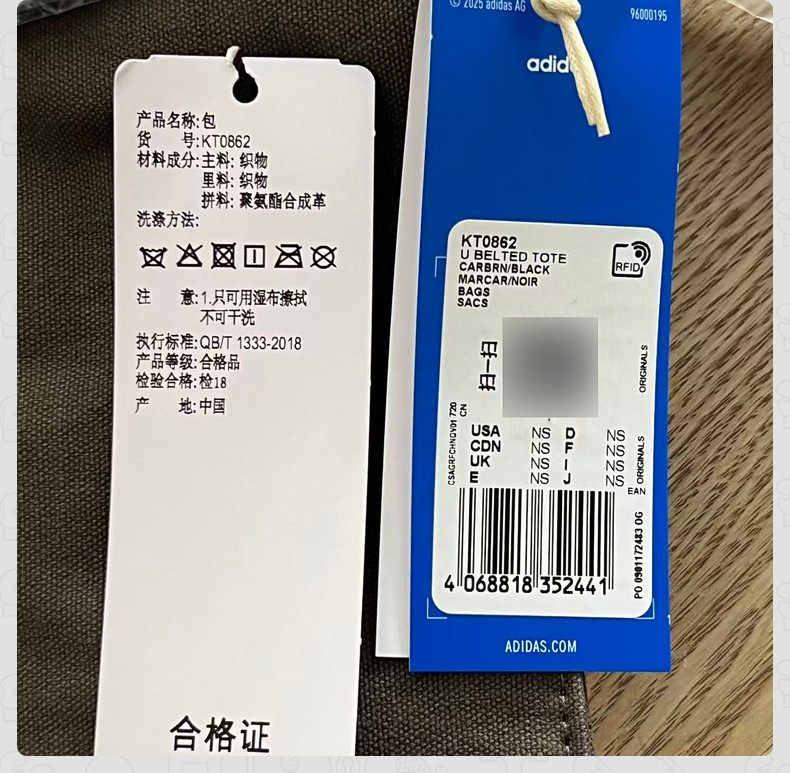 产品名称:包
货 号:KT0862
材料成分:主料: 织物
里料: 织物
拼料: 聚氨酯合成革
洗涤方法:
注 意:1.只可用湿布擦拭
不可干洗
执行标准:QB/T 1333-2018
产品等级:合格品
检验合格:检18
产 地:中国
合格证
© 2025 adidas AG
96000195
adid
KT0862
U BELTED TOTE
CARBRN/BLACK
MARCAR/NOIR
BAGS
SACS
RFID
扫一扫
ORIGINALS
CN
USA NS D NS
CDN NS F NS
UK NS I NS
E NS J NS
ORIGINALS
EAN
4 068818 352441
PO 0901172483 OG
ADIDAS.COM